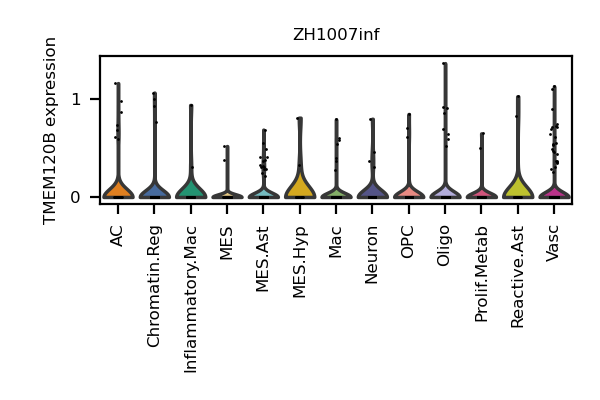 ZH1007inf
TMEM120B expression
1
0
AC
Chromatin.Reg
Inflammatory.Mac
MES
MES.Ast
MES.Hyp
Mac
Neuron
OPC
Oligo
Prolif.Metab
Reactive.Ast
Vasc